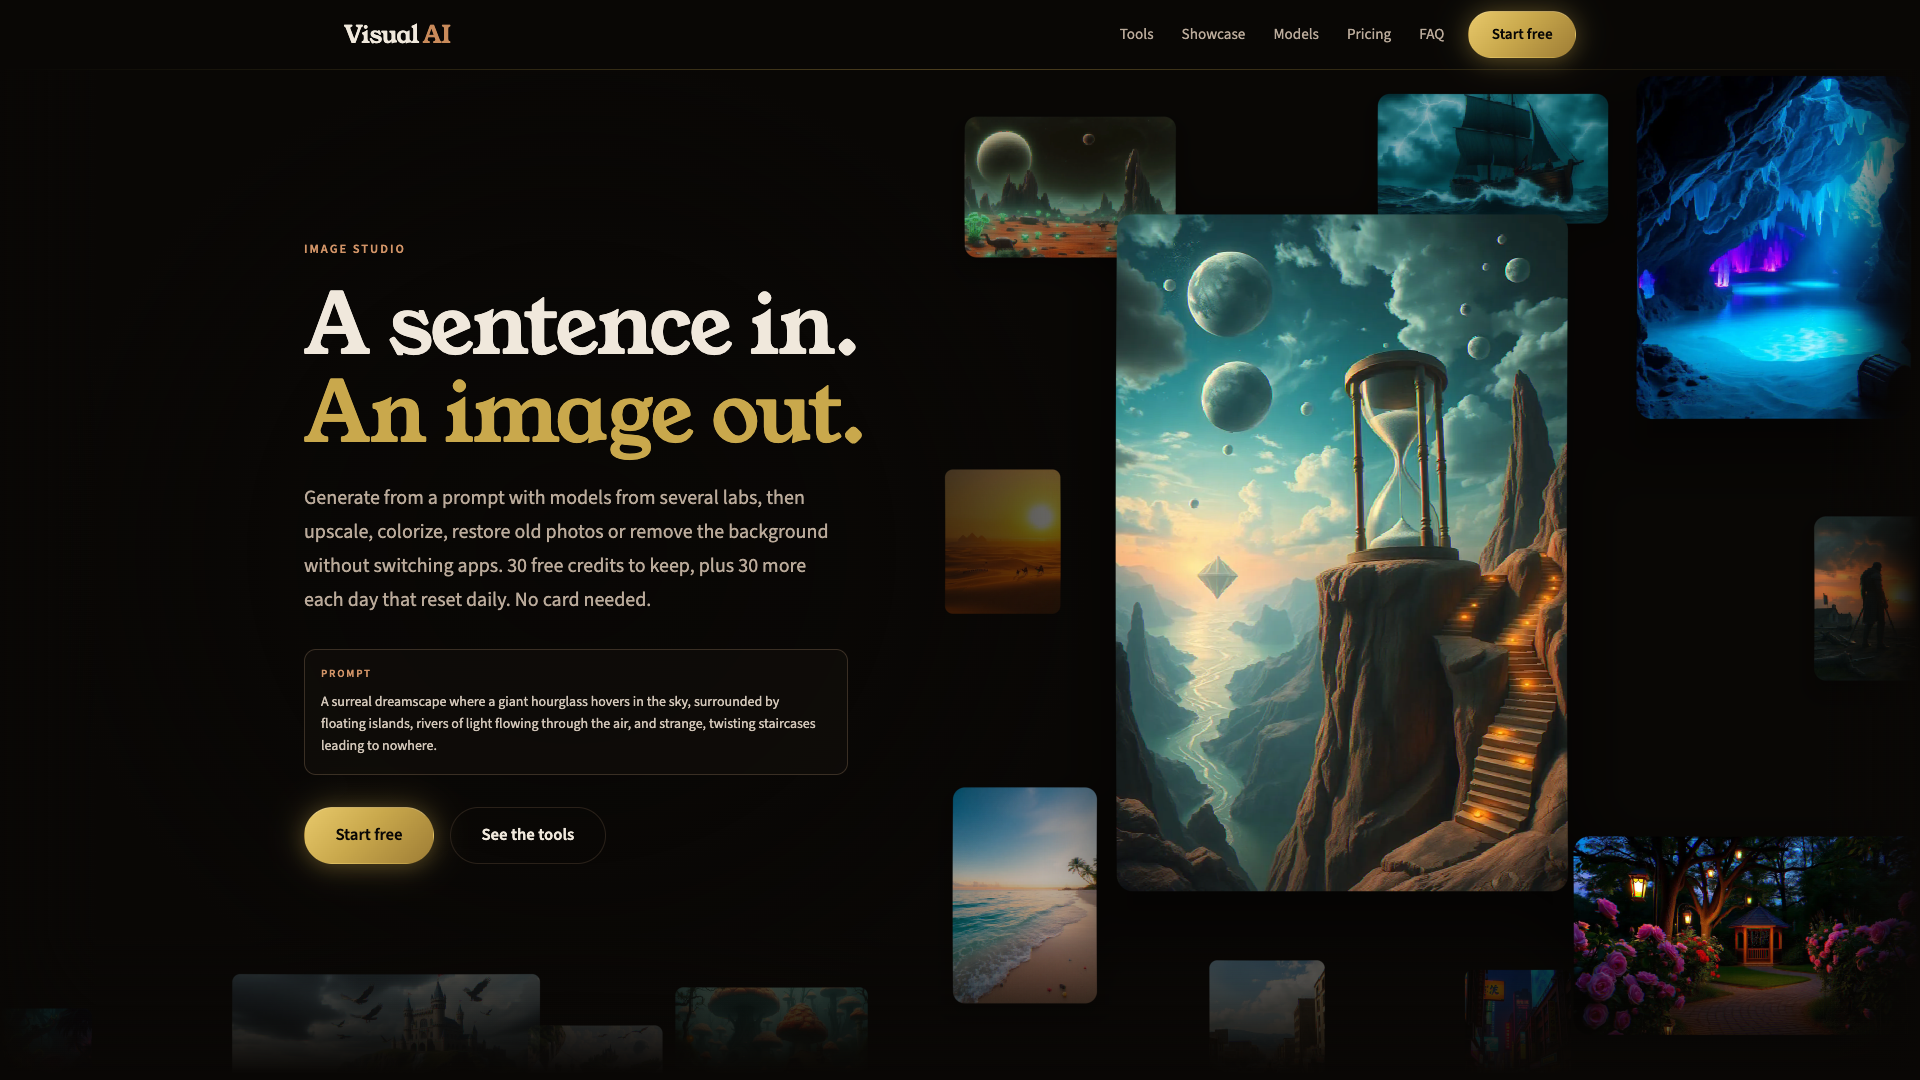 Visual AI
Tools
Showcase
Models
Pricing
FAQ
Start free
IMAGE STUDIO
A sentence in.
An image out.
Generate from a prompt with models from several labs, then
upscale, colorize, restore old photos or remove the background
without switching apps. 30 free credits to keep, plus 30 more
each day that reset daily. No card needed.
PROMPT
A surreal dreamscape where a giant hourglass hovers in the sky, surrounded by
floating islands, rivers of light flowing through the air, and strange, twisting staircases
leading to nowhere.
Start free
See the tools